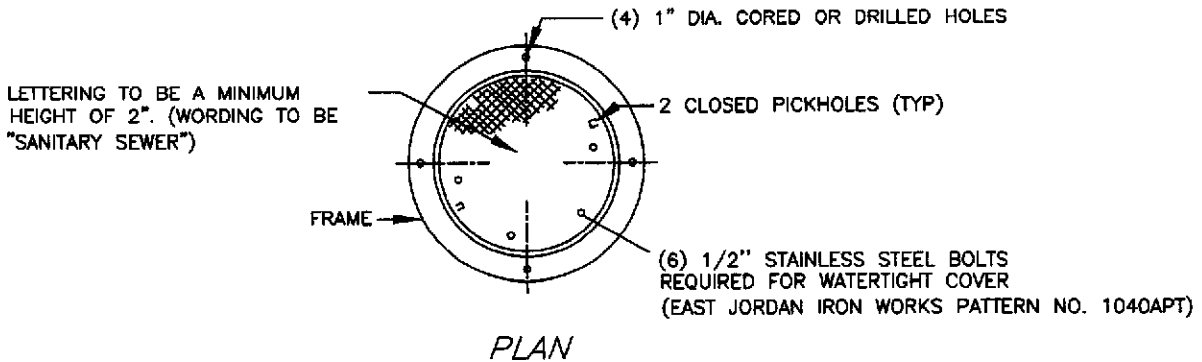 (4) 1" DIA. CORED OR DRILLED HOLES
LETTERING TO BE A MINIMUM
HEIGHT OF 2". (WORDING TO BE
"SANITARY SEWER")
2 CLOSED PICKHOLES (TYP)
FRAME
(6) 1/2" STAINLESS STEEL BOLTS
REQUIRED FOR WATERTIGHT COVER
(EAST JORDAN IRON WORKS PATTERN NO. 1040APT)
PLAN